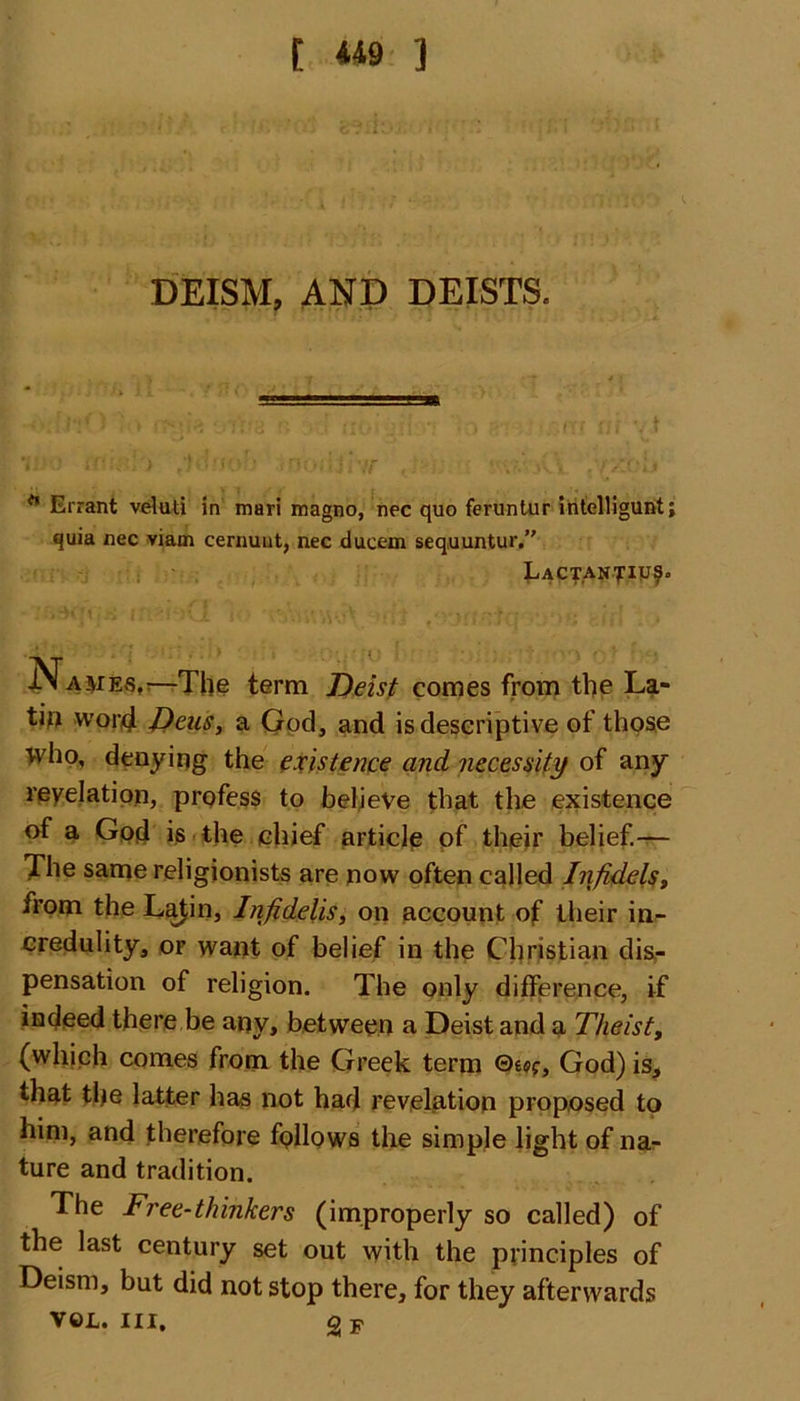 [ 449 ]
DEISM, AND DEISTS.
“ Errant veluti in mari magno, nec quo feruntur intelligunt;
quia nec viam cernunt, nec ducem sequuntur.”
LACTANTIUS.
NAMES.—The term Deist comes from the La-
tin word Deus, a God, and is descriptive of those
who, denying the existence and necessity of any
revelation, profess to believe that the existence
of a God is the chief article of their belief.—
The same religionists are now often called Infidels,
from the Latin, Infidelis, on account of their in-
credulity, or want of belief in the Christian dis-
pensation of religion. The only difference, if
indeed there be any, between a Deist and a Theist,
(which comes from the Greek term Θεος, God) is,
that the latter has not had revelation proposed to
him, and therefore follows the simple light of na-
ture and tradition.
The Free-thinkers (improperly so called) of
the last century set out with the principles of
Deism, but did not stop there, for they afterwards
VOL. III. 2 F